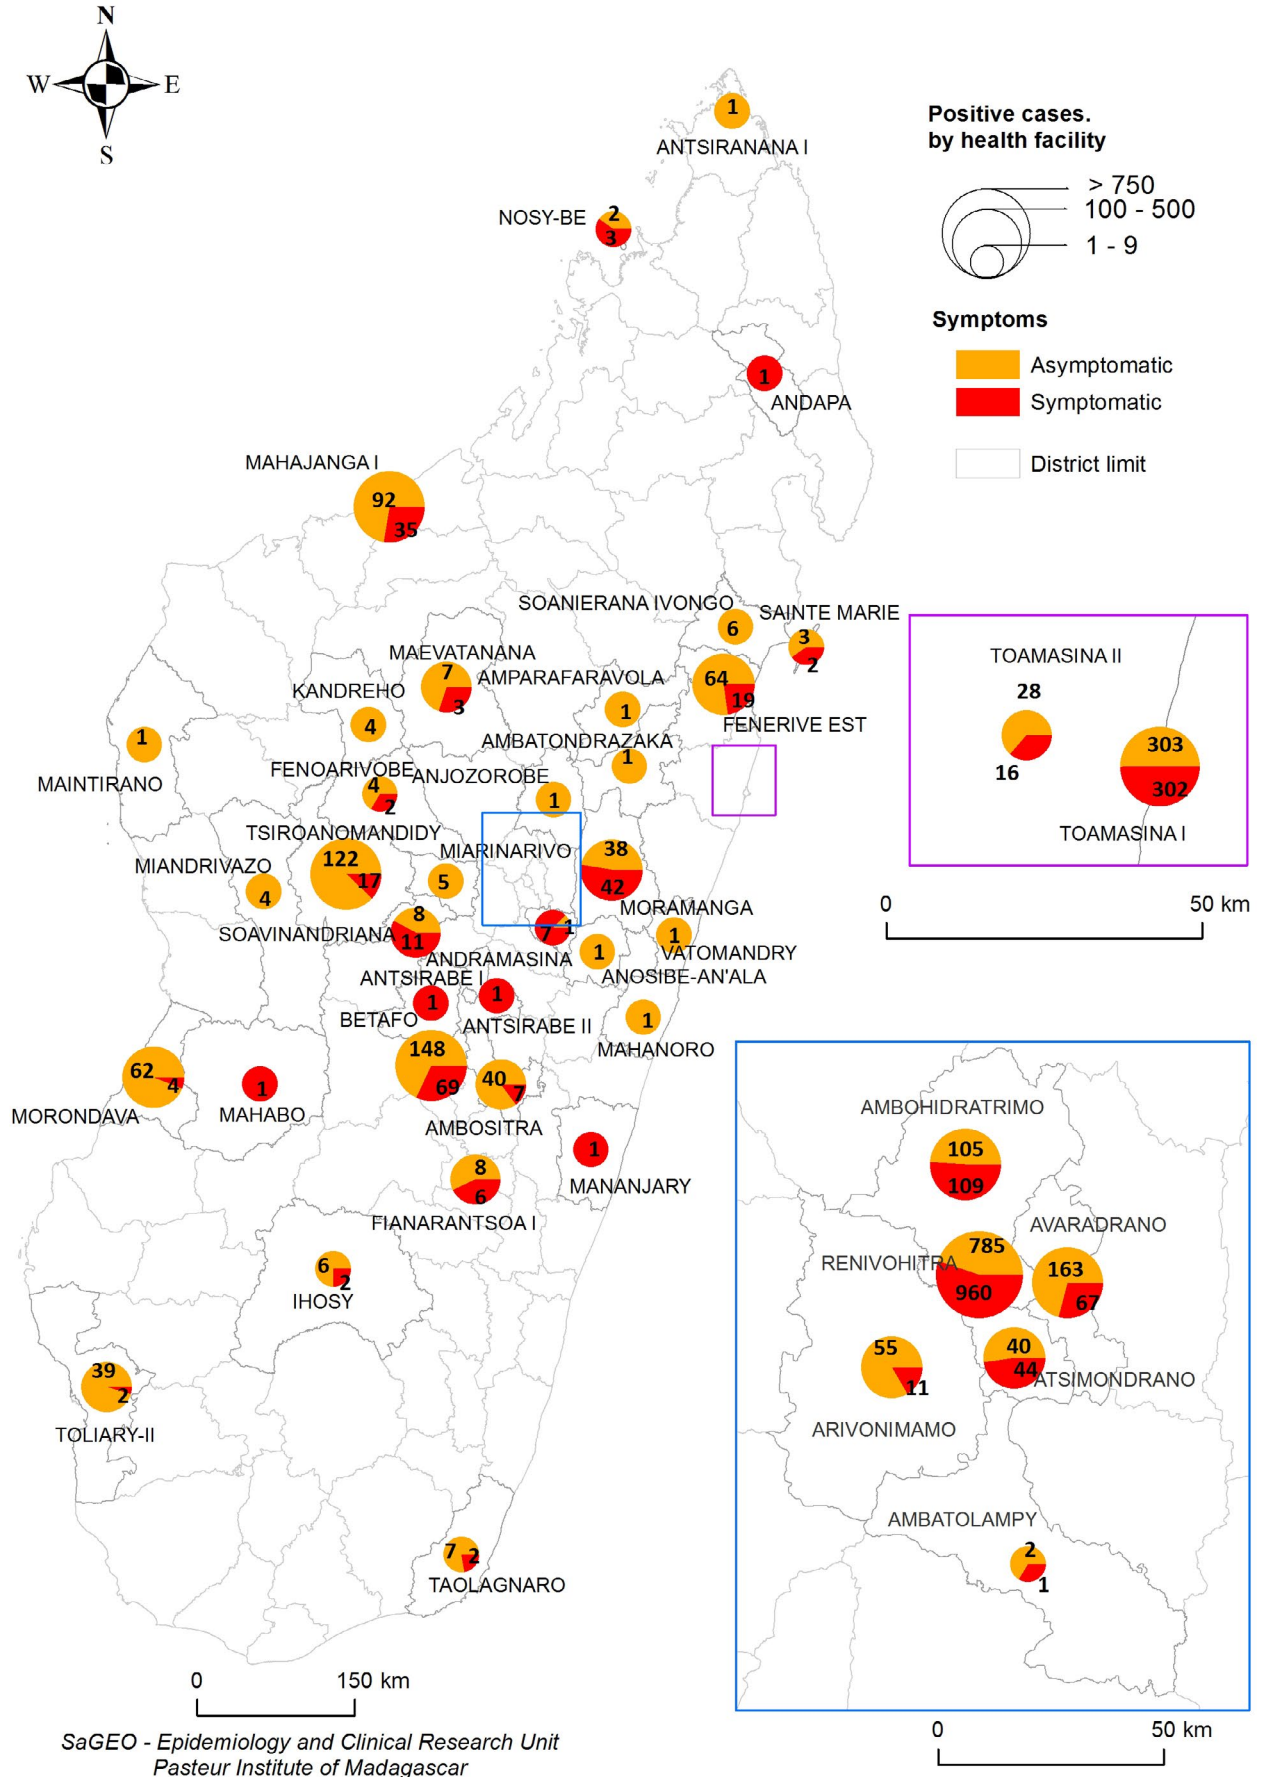 N
W
E
S
Positive cases.
by health facility
> 750
100 - 500
1 - 9
Symptoms
Asymptomatic
Symptomatic
District limit
1
ANTSIRANANA I
NOSY-BE
2
3
1
ANDAPA
MAHAJANGA I
92
35
SOANIERANA IVONGO
6
SAINTE MARIE
3
2
MAEVATANANA
7
3
AMPARAFARAVOLA
1
64
19
FENERIVE EST
KANDREHO
4
AMBATONDRAZAKA
1
1
MAINTIRANO
FENOARIVOBE
4
2
ANJOZOROBE
1
TSIROANOMANDIDY
122
17
MIARINARIVO
5
38
42
MORAMANGA
MIANDRIVAZO
4
SOAVINANDRIANA
8
11
7
1
ANDRAMASINA
1
VATOMANDRY
1
ANOSIBE-AN'ALA
ANTSIRABE I
1
BETAFO
1
ANTSIRABE II
1
MAHANORO
62
4
MORONDAVA
1
MAHABO
148
69
40
7
AMBOSITRA
1
MANANJARY
8
6
FIANARANTSOA I
6
2
IHOSY
39
2
TOLIARY-II
7
2
TAOLAGNARO
TOAMASINA II
28
16
303
302
TOAMASINA I
0
50 km
AMBOHIDRATRIMO
105
109
AVARADRANO
163
67
RENIVOHITRA
785
960
55
11
ARIVONIMAMO
40
44
ATSIMONDRANO
AMBATOLAMPY
2
1
0
50 km
0
150 km
SaGEO - Epidemiology and Clinical Research Unit
Pasteur Institute of Madagascar